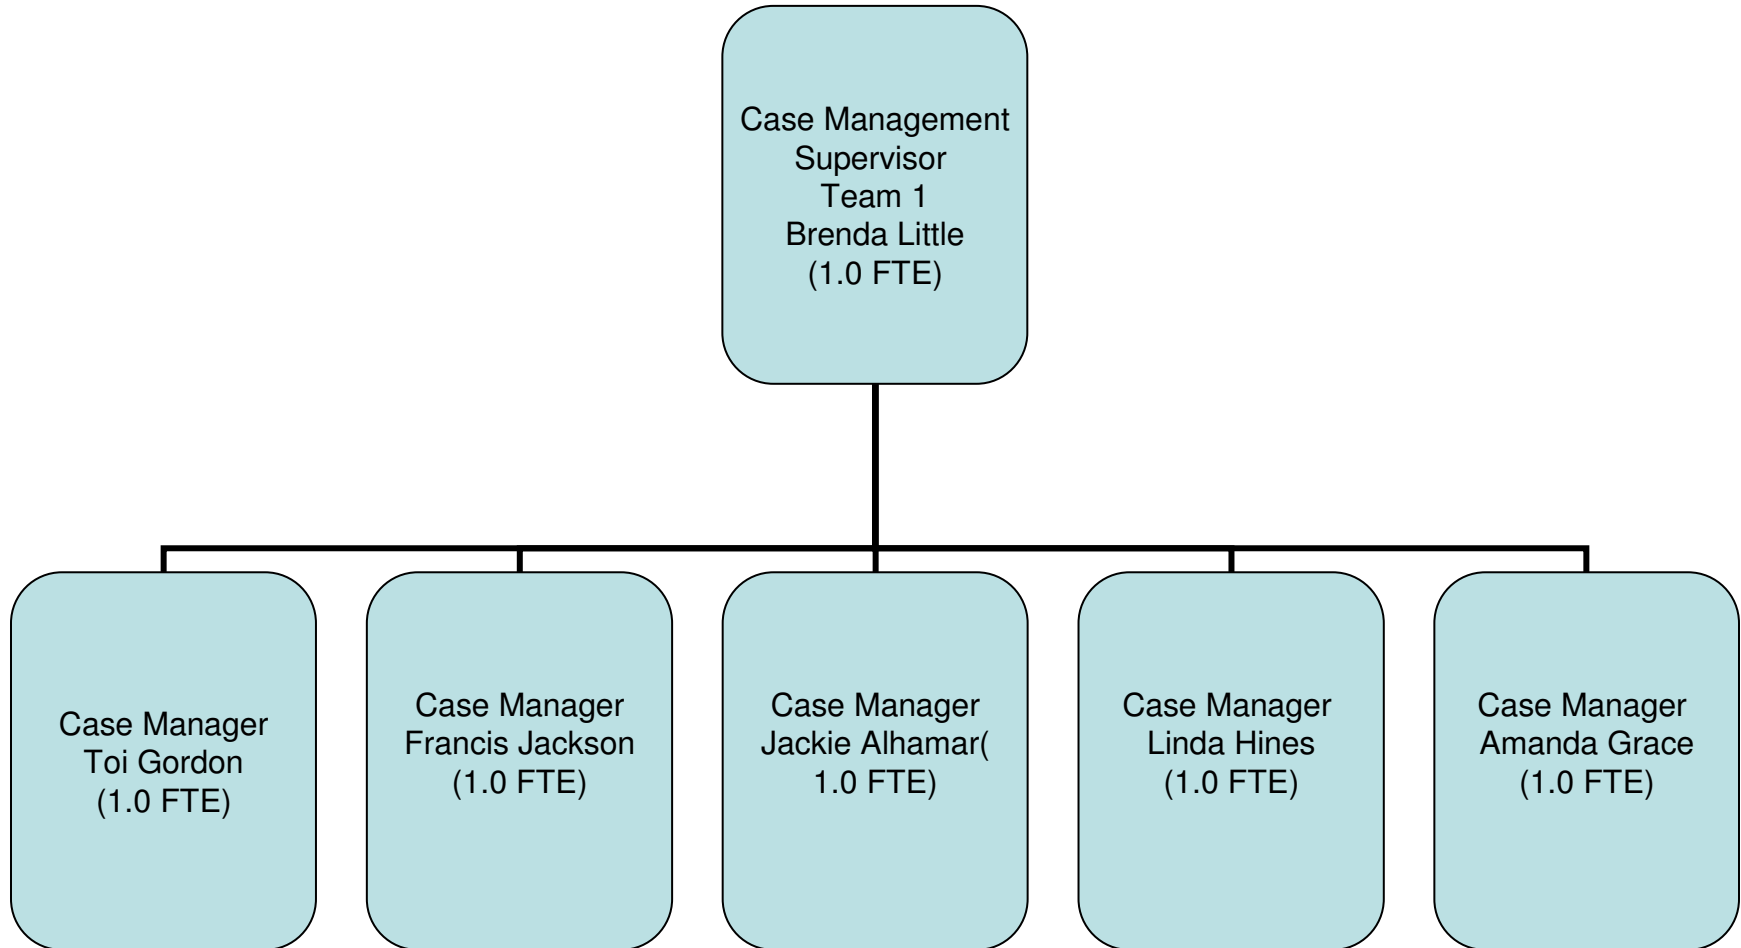 Case Management
Supervisor
Team 1
Brenda Little
(1.0 FTE)
Case Manager
Toi Gordon
(1.0 FTE)
Case Manager
Francis Jackson
(1.0 FTE)
Case Manager
Jackie Alhamar(
1.0 FTE)
Case Manager
Linda Hines
(1.0 FTE)
Case Manager
Amanda Grace
(1.0 FTE)